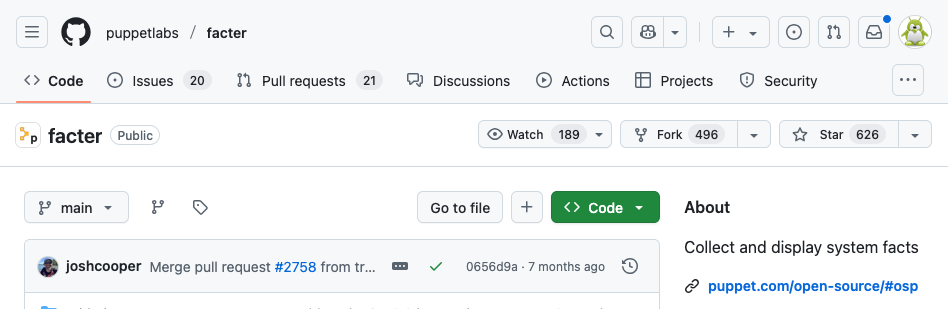 puppetlabs / facter
Code Issues 20 Pull requests 21 Discussions Actions Projects Security
facter Public Watch 189 Fork 496 Star 626
main Go to file Code About
Collect and display system facts
joshcooper Merge pull request #2758 from tr... 0656d9a · 7 months ago
puppet.com/open-source/#osp